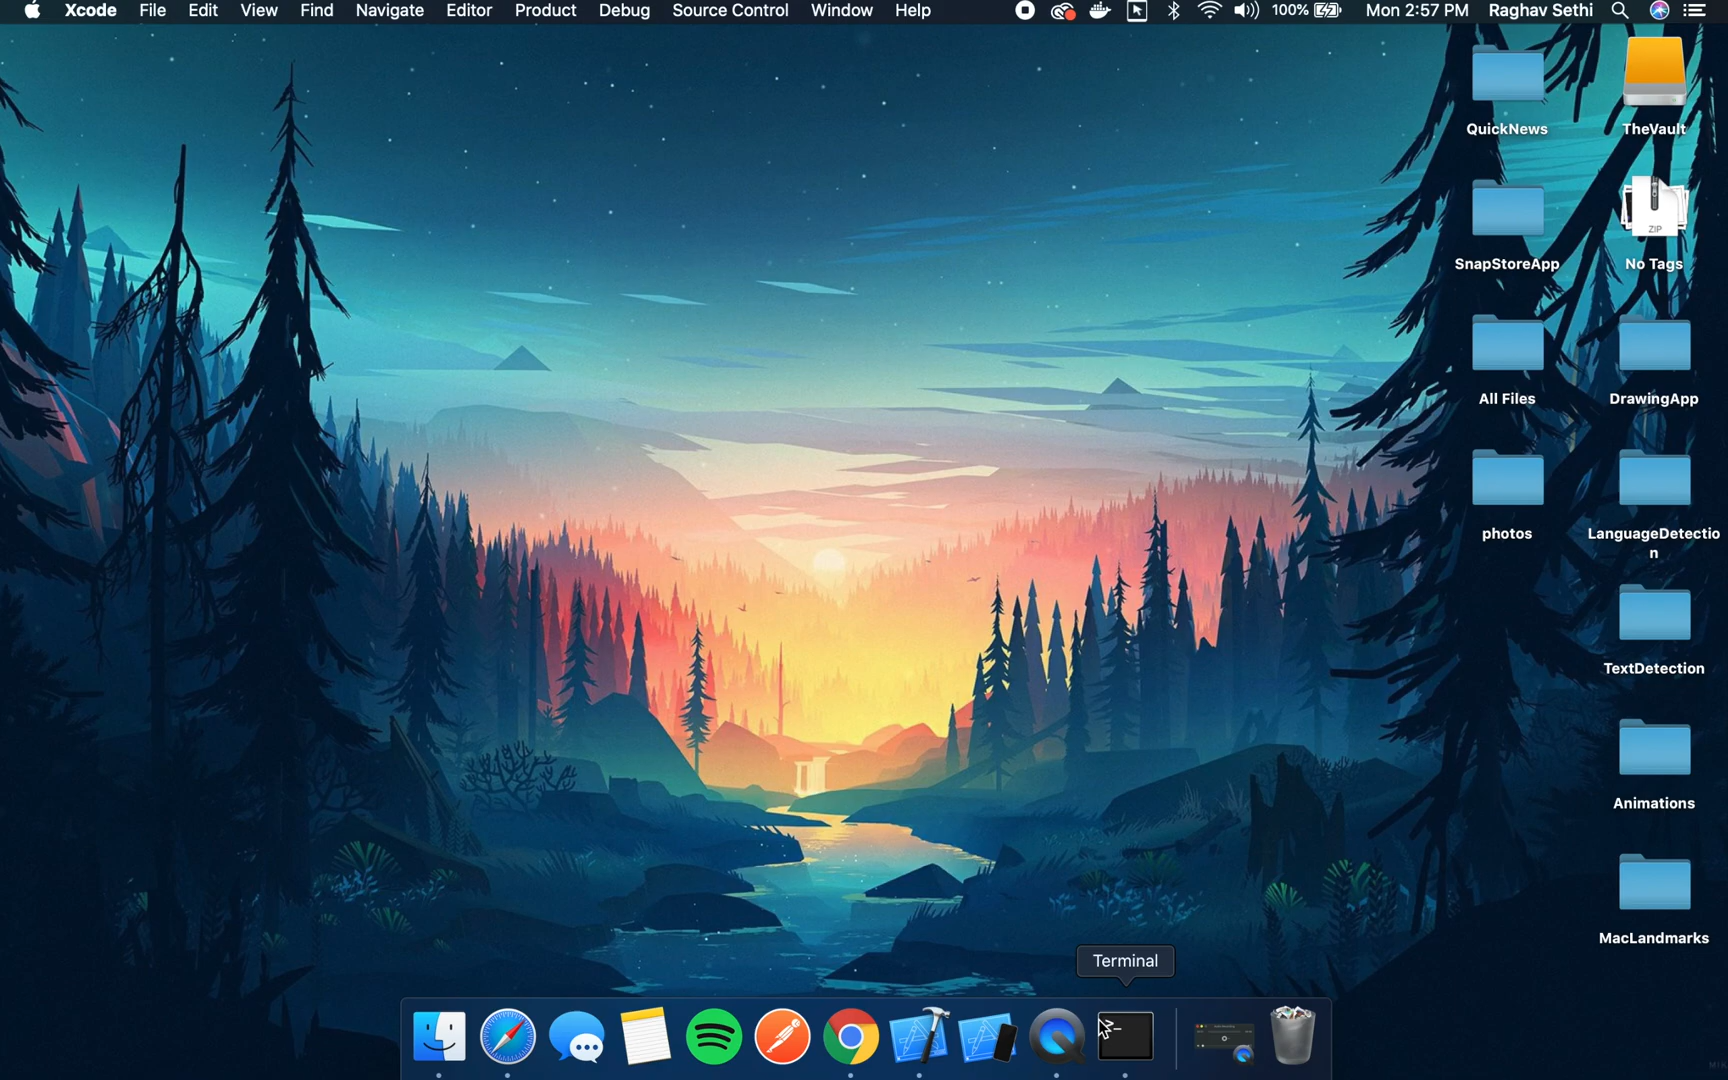 Xcode File Edit View Find Navigate Editor Product Debug Source Control Window Help 100% Mon 2:57 PM Raghav Sethi
QuickNews TheVault
ZIP
SnapStoreApp No Tags
All Files DrawingApp
photos LanguageDetectio
n
TextDetection
Animations
MacLandmarks
Terminal
>-